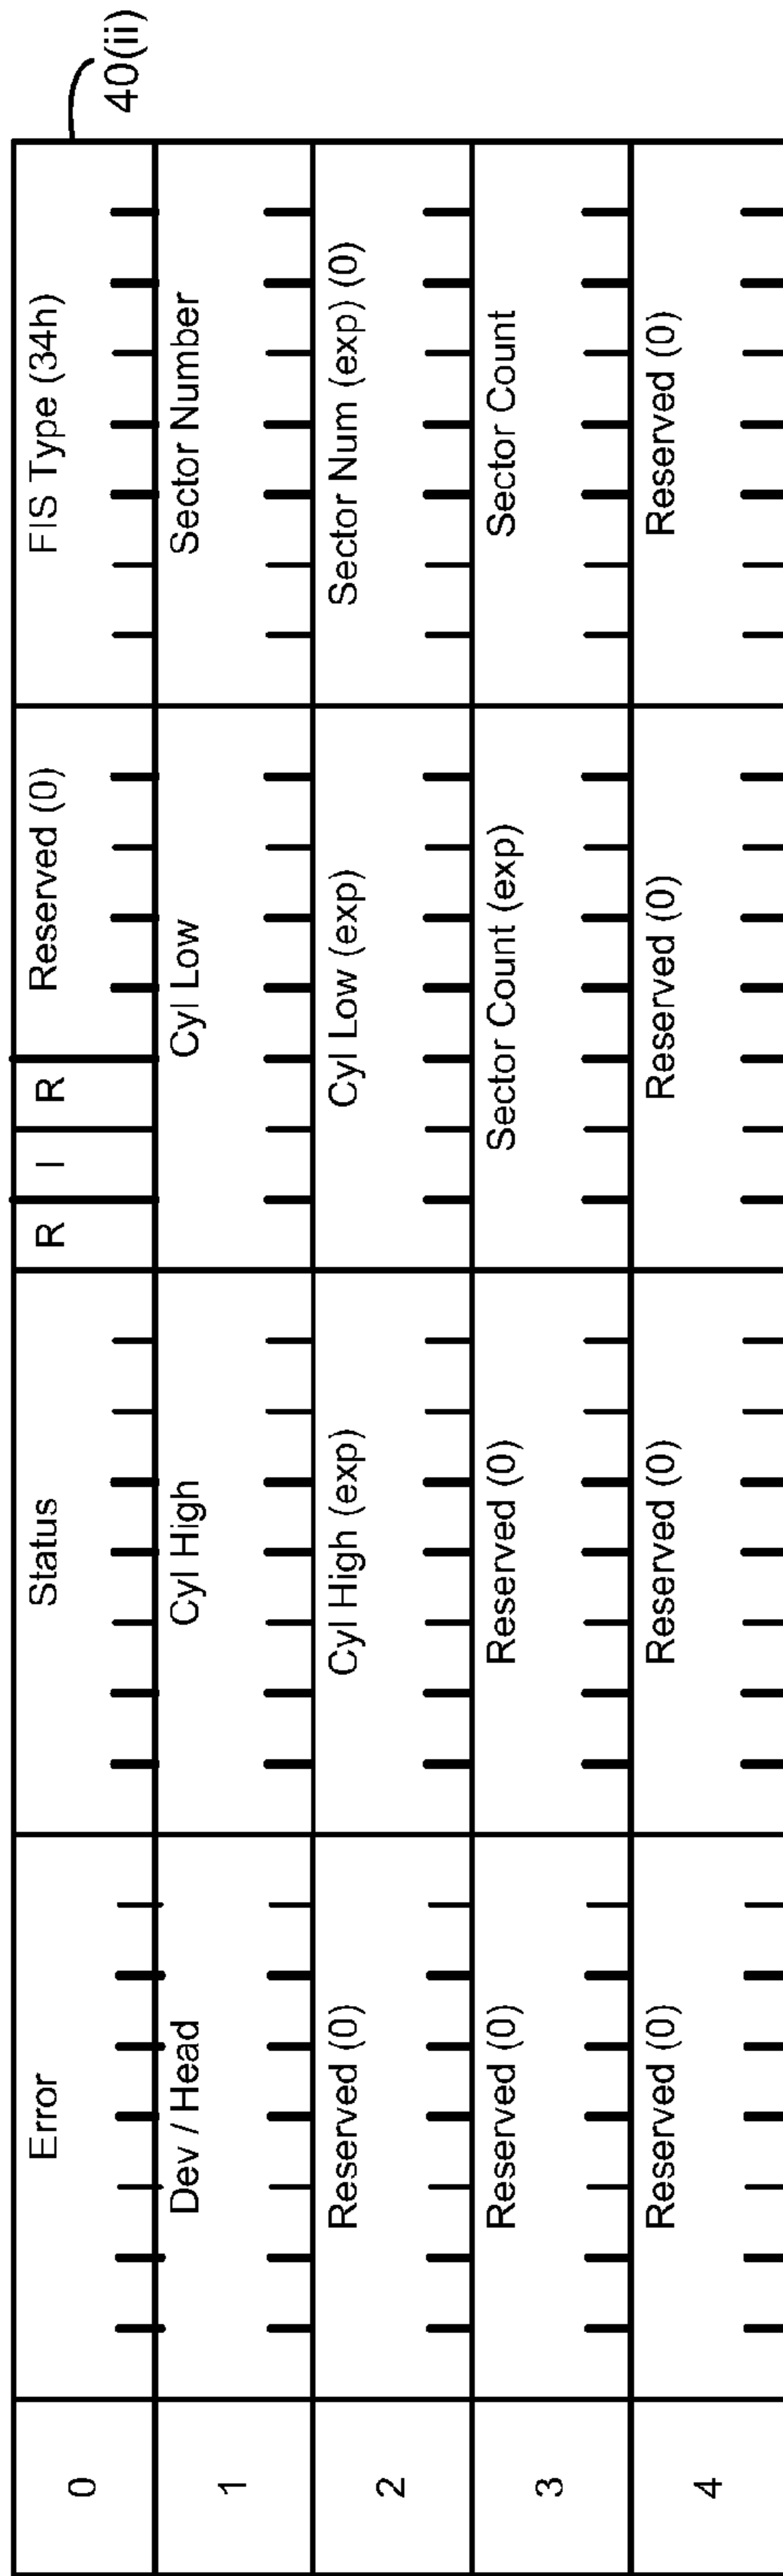 40(ii)
0 Error Status R I R Reserved (0) FIS Type (34h)
1 Dev / Head Cyl High Cyl Low Sector Number
2 Reserved (0) Cyl High (exp) Cyl Low (exp) Sector Num (exp) (0)
3 Reserved (0) Reserved (0) Sector Count (exp) Sector Count
4 Reserved (0) Reserved (0) Reserved (0) Reserved (0)